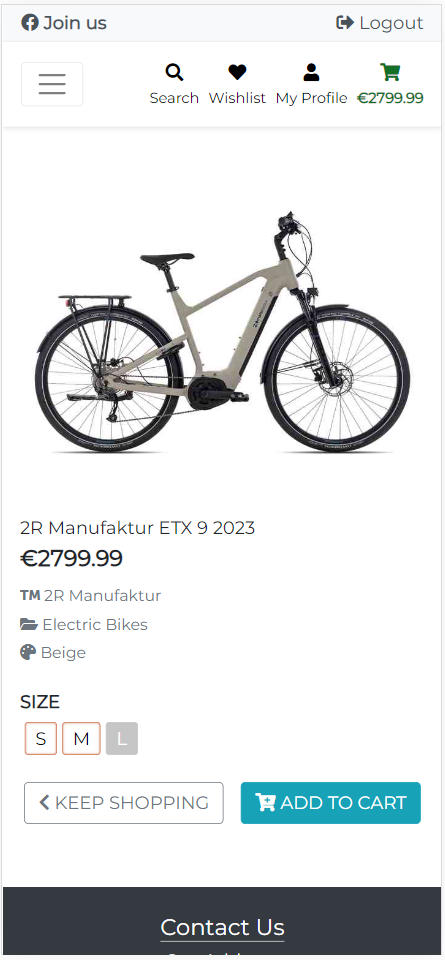 Join us Logout
Search Wishlist My Profile €2799.99
2R Manufaktur ETX 9 2023
€2799.99
TM 2R Manufaktur
Electric Bikes
Beige
SIZE
S M L
KEEP SHOPPING ADD TO CART
Contact Us